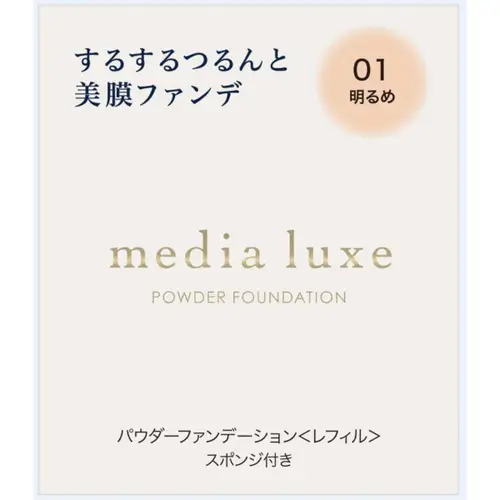 するするつるんと
美膜ファンデ
01
明るめ
media luxe
POWDER FOUNDATION
パウダーファンデーション<レフィル>
スポンジ付き